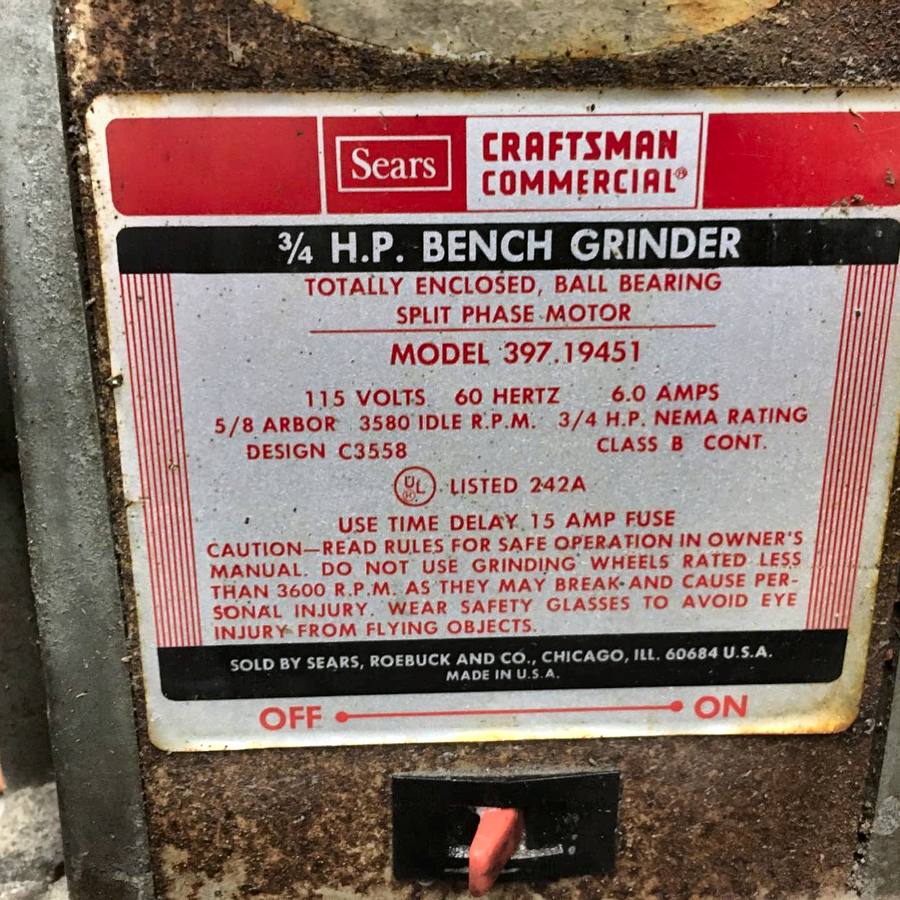 Sears
CRAFTSMAN
COMMERCIAL®
3/4 H.P. BENCH GRINDER
TOTALLY ENCLOSED, BALL BEARING
SPLIT PHASE MOTOR
MODEL 397.19451
115 VOLTS 60 HERTZ 6.0 AMPS
5/8 ARBOR 3580 IDLE R.P.M. 3/4 H.P. NEMA RATING
DESIGN C3558 CLASS B CONT.
UL LISTED 242A
USE TIME DELAY 15 AMP FUSE
CAUTION—READ RULES FOR SAFE OPERATION IN OWNER'S
MANUAL. DO NOT USE GRINDING WHEELS RATED LESS
THAN 3600 R.P.M. AS THEY MAY BREAK AND CAUSE PER-
SONAL INJURY. WEAR SAFETY GLASSES TO AVOID EYE
INJURY FROM FLYING OBJECTS.
SOLD BY SEARS, ROEBUCK AND CO., CHICAGO, ILL. 60684 U.S.A.
MADE IN U.S.A.
OFF ON